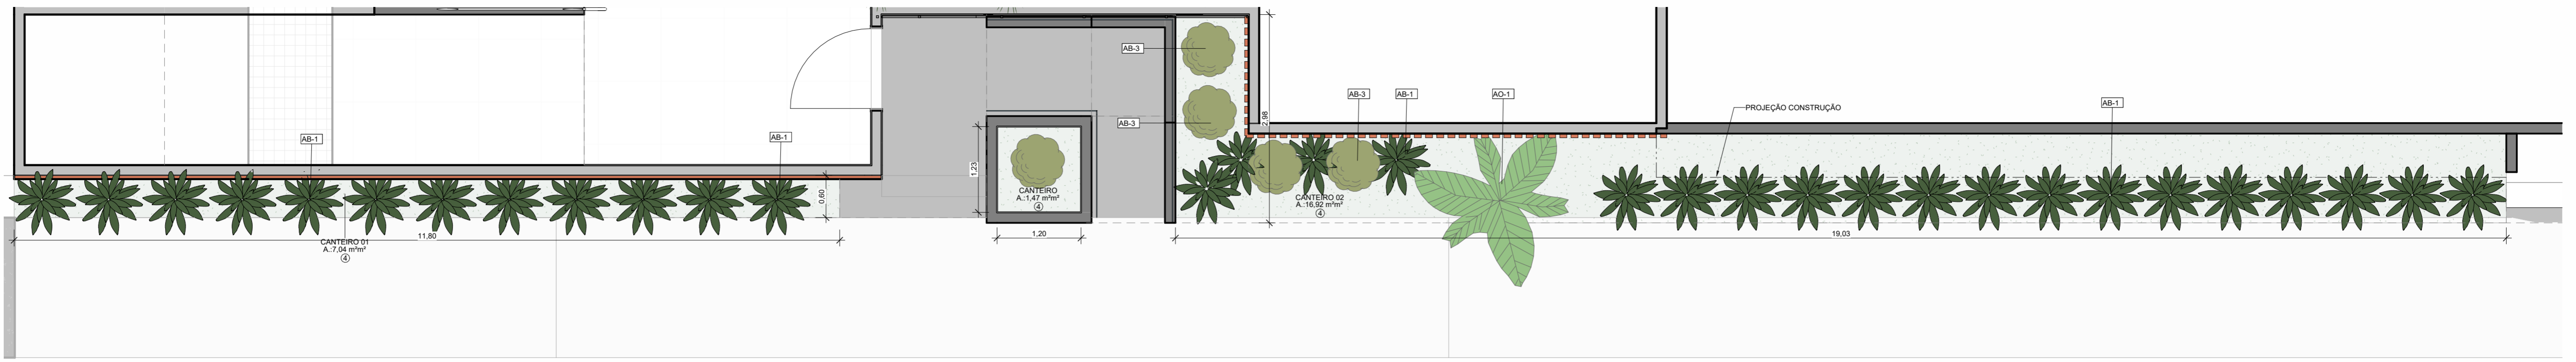 AB-1
AB-1
0,60
11,80
CANTEIRO 01
A.:7,04 m²m²
4
1,23
CANTEIRO
A.:1,47 m²m²
4
1,20
AB-3
AB-3
2,98
AB-3
AB-1
AO-1
CANTEIRO 02
A.:16,92 m²m²
4
PROJEÇÃO CONSTRUÇÃO
AB-1
19,03